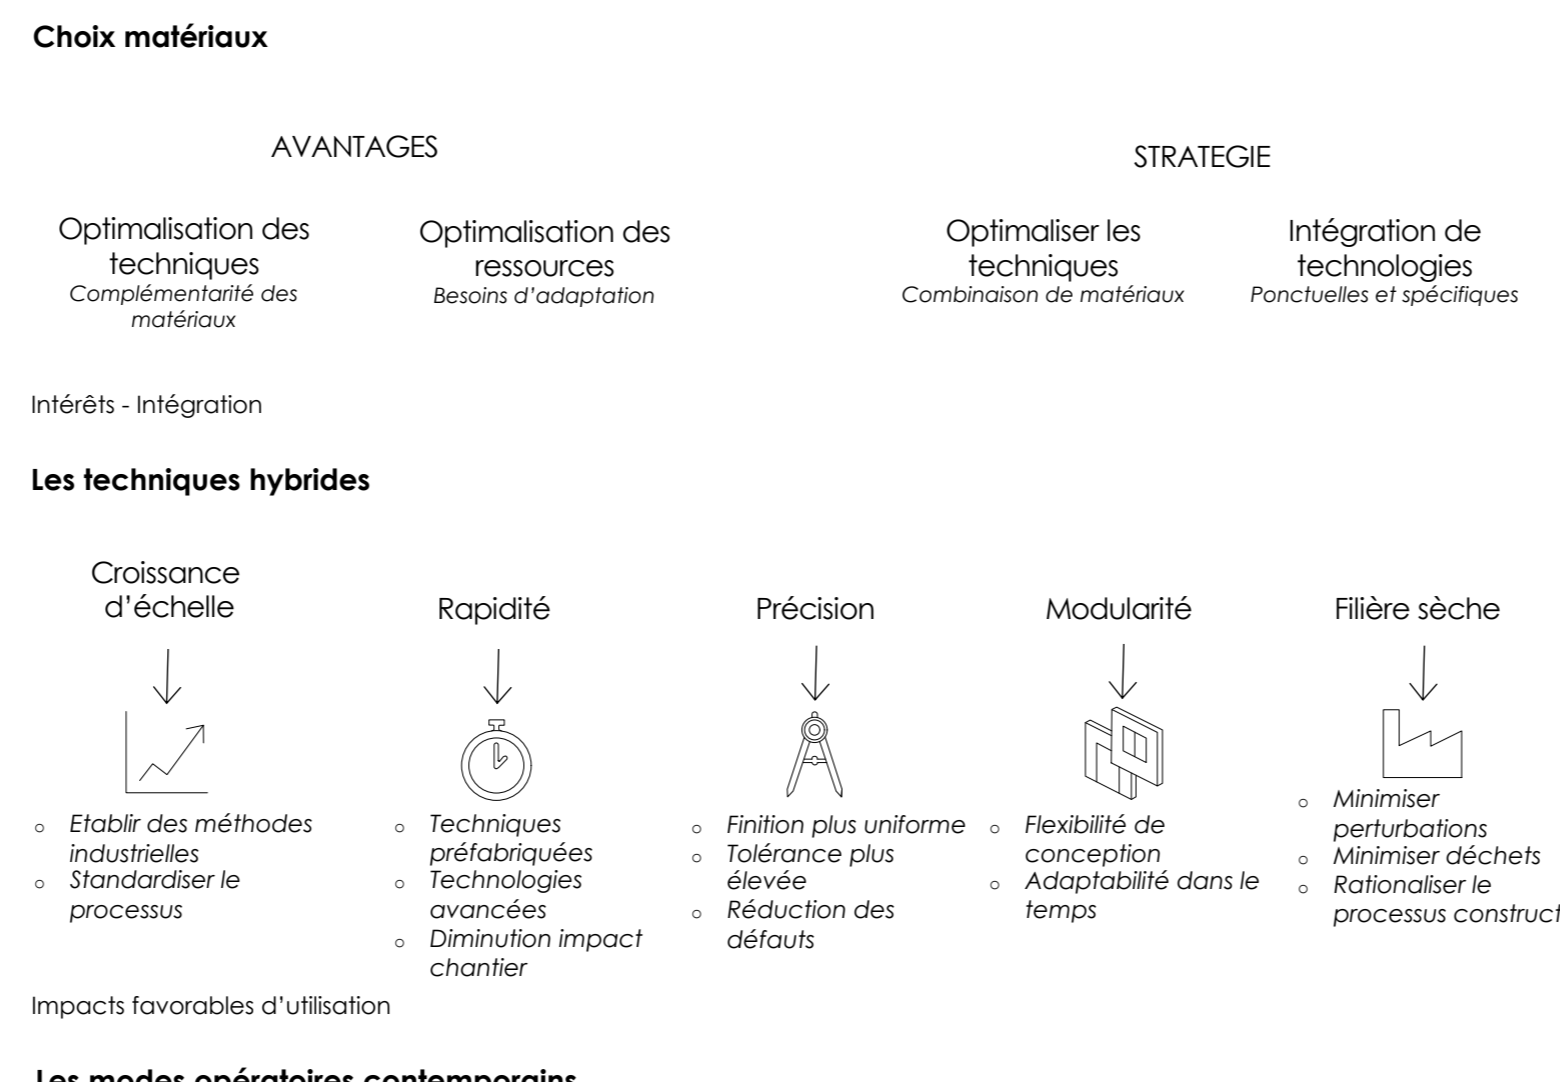 Choix matériaux
AVANTAGES
STRATEGIE
Optimalisation des
techniques
Complémentarité des
matériaux
Optimalisation des
ressources
Besoins d’adaptation
Optimaliser les
techniques
Combinaison de matériaux
Intégration de
technologies
Ponctuelles et spécifiques
Intérêts - Intégration
Les techniques hybrides
Croissance
d’échelle
Rapidité
Précision
Modularité
Filière sèche
Etablir des méthodes
industrielles
Standardiser le
processus
Techniques
préfabriquées
Technologies
avancées
Diminution impact
chantier
Finition plus uniforme
Tolérance plus
élevée
Réduction des
défauts
Flexibilité de
conception
Adaptabilité dans le
temps
Minimiser
perturbations
Minimiser déchets
Rationaliser le
processus construct
Impacts favorables d’utilisation
Les modes opératoires contemporains